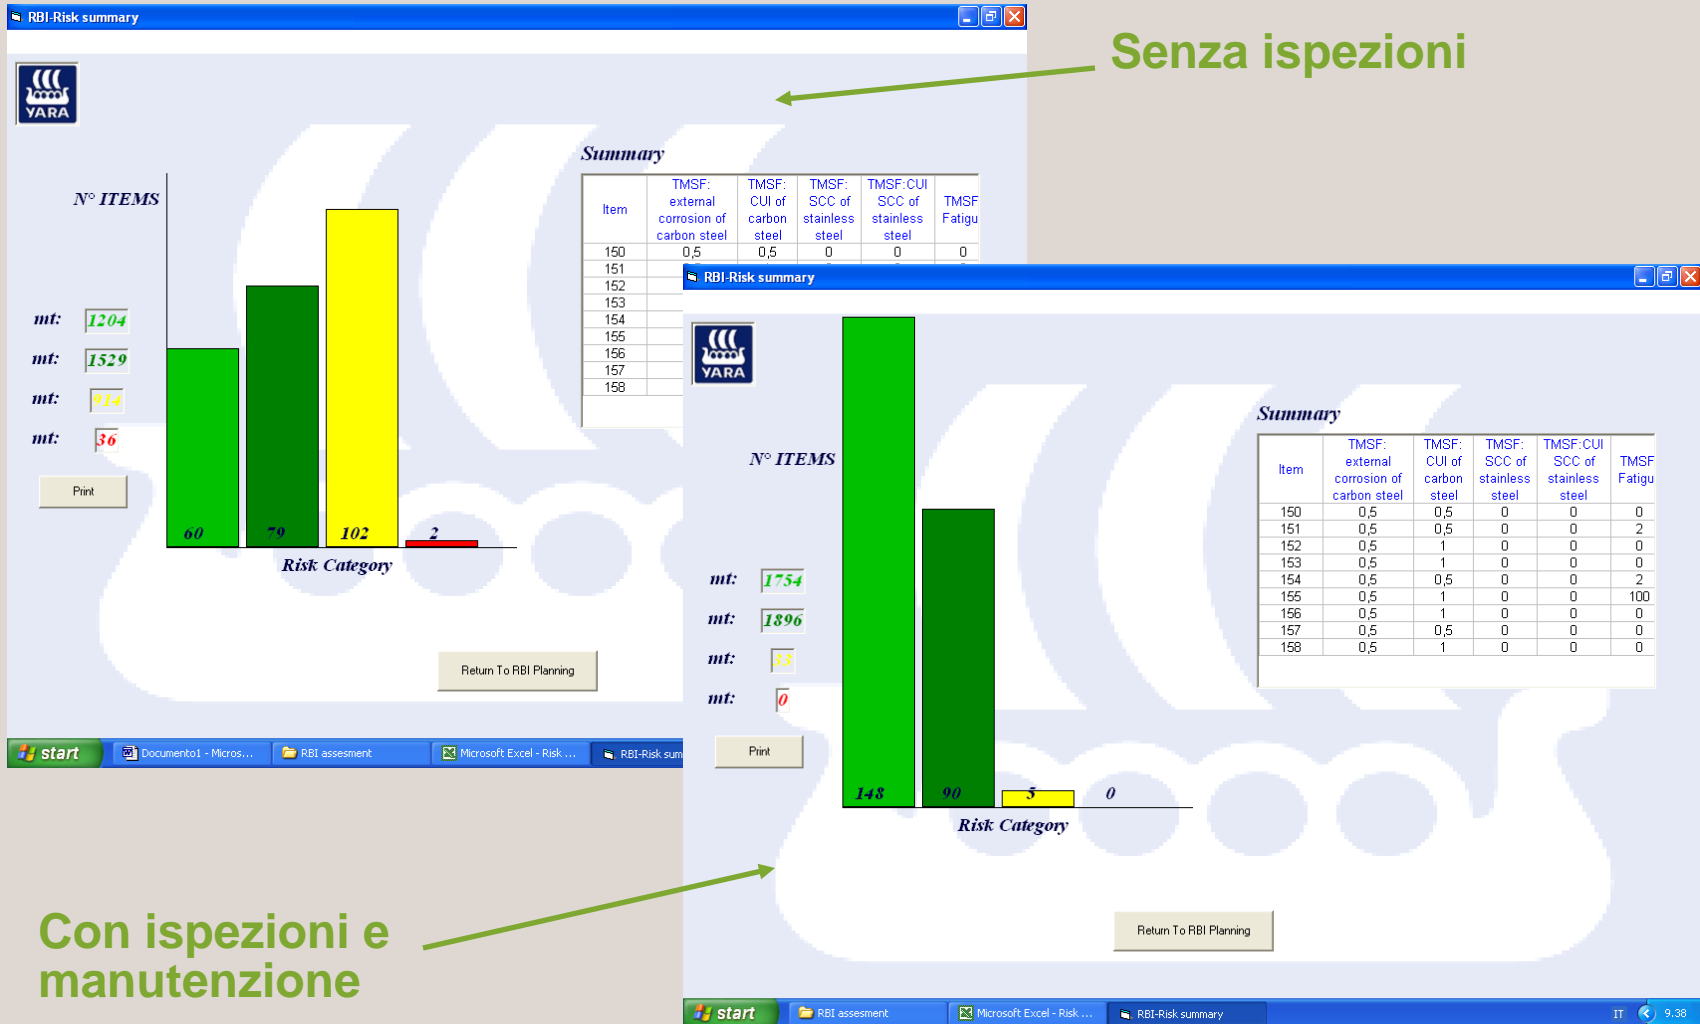 RBI-Risk summary
Senza ispezioni
YARA
Summary
N° ITEMS
Item
TMSF: external corrosion of carbon steel
TMSF: CUI of carbon steel
TMSF: SCC of stainless steel
TMSF:CUI SCC of stainless steel
TMSF Fatigu
150 0,5 0,5 0 0 0
151
152
153
154
155
156
157
158
mt: 1204
mt: 1529
mt: 914
mt: 36
Print
60 79 102 2
Risk Category
Return To RBI Planning
start Documento1 - Micros... RBI assesment Microsoft Excel - Risk ... RBI-Risk sum
RBI-Risk summary
YARA
Summary
N° ITEMS
Item
TMSF: external corrosion of carbon steel
TMSF: CUI of carbon steel
TMSF: SCC of stainless steel
TMSF:CUI SCC of stainless steel
TMSF Fatigu
150 0,5 0,5 0 0 0
151 0,5 0,5 0 0 2
152 0,5 1 0 0 0
153 0,5 1 0 0 0
154 0,5 0,5 0 0 2
155 0,5 1 0 0 100
156 0,5 1 0 0 0
157 0,5 0,5 0 0 0
158 0,5 1 0 0 0
mt: 1754
mt: 1896
mt: 33
mt: 0
Print
148 90 5 0
Risk Category
Return To RBI Planning
Con ispezioni e
manutenzione
start RBI assesment Microsoft Excel - Risk ... RBI-Risk summary IT 9.38